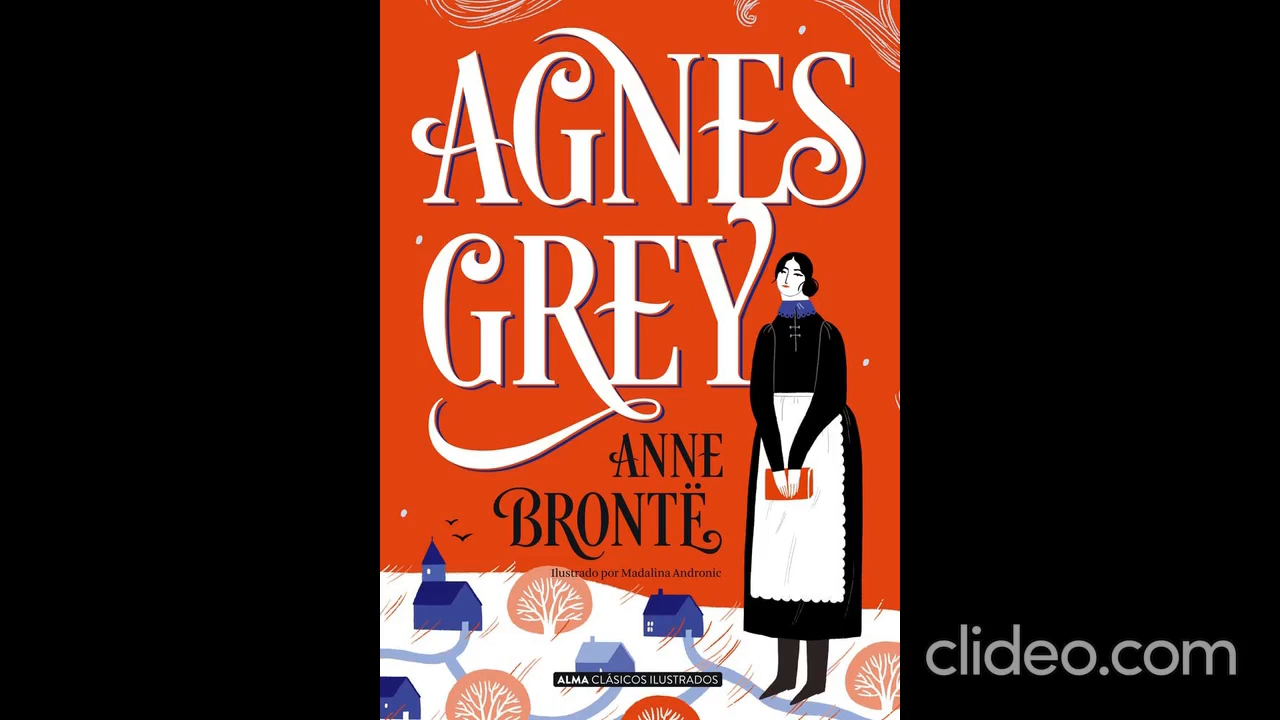 AGNES
GREY
ANNE
BRONTË
Ilustrado por Madalina Andronic
ALMA CLÁSICOS ILUSTRADOS
clideo.com